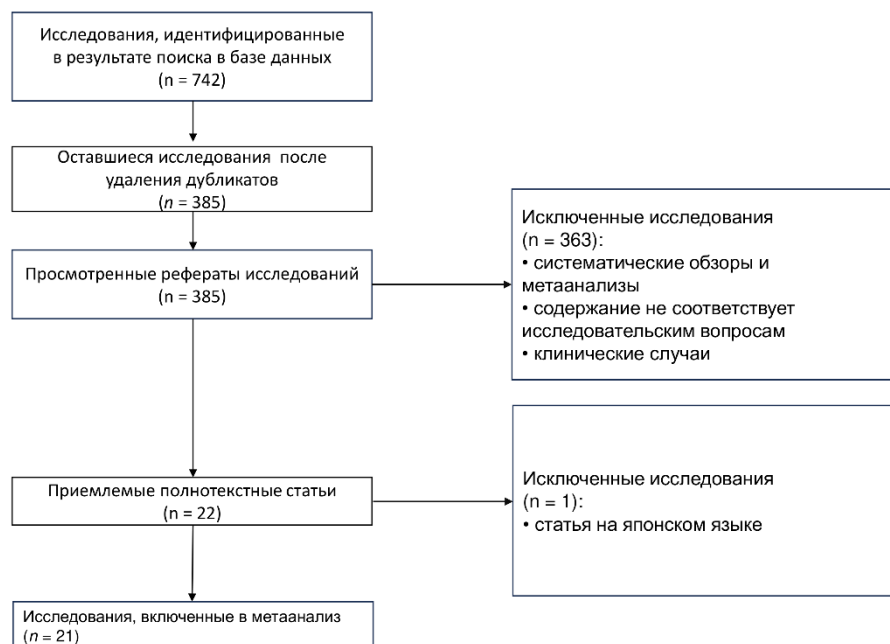 Исследования, идентифицированные
в результате поиска в базе данных
(n = 742)
Оставшиеся исследования после
удаления дубликатов
(n = 385)
Просмотренные рефераты исследований
(n = 385)
Исключенные исследования
(n = 363):
• систематические обзоры и
метаанализы
• содержание не соответствует
исследовательским вопросам
• клинические случаи
Приемлемые полнотекстные статьи
(n = 22)
Исключенные исследования
(n = 1):
• статья на японском языке
Исследования, включенные в метаанализ
(n = 21)